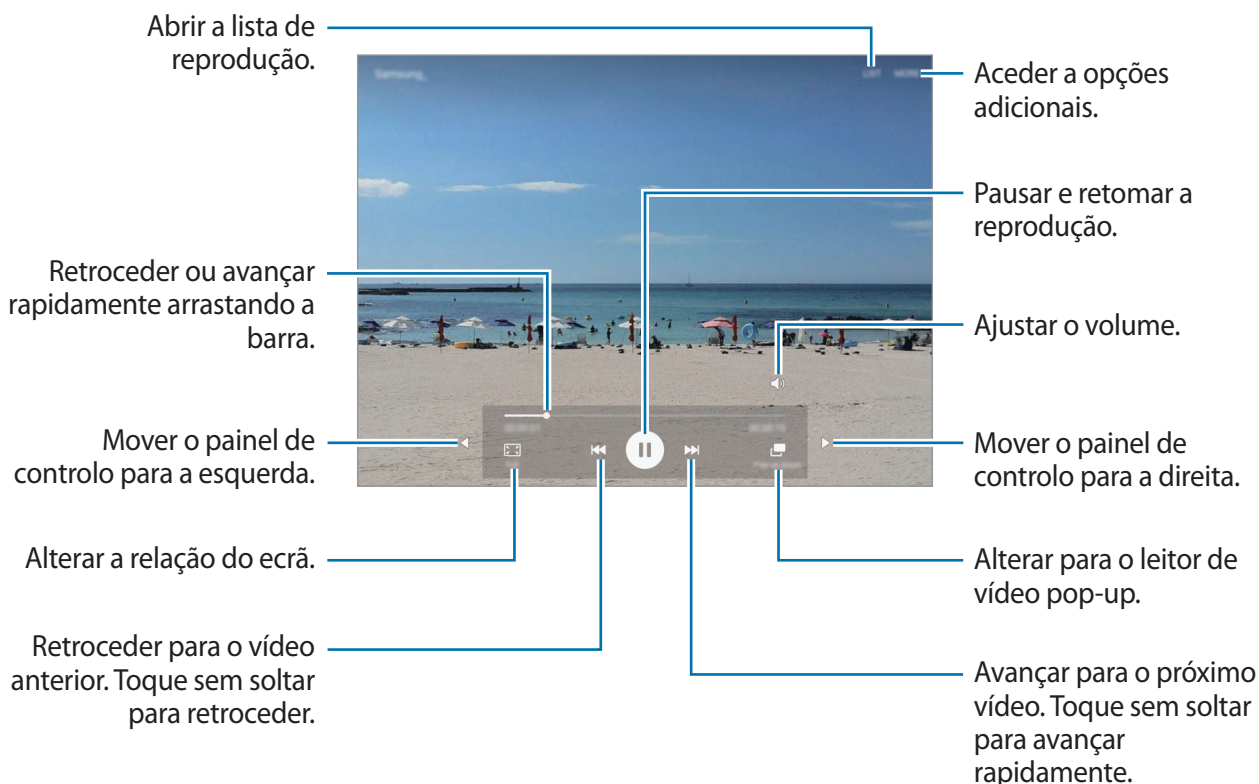 Abrir a lista de
reprodução.
Samsung_
LIST MORE
Aceder a opções
adicionais.
Pausar e retomar a
reprodução.
Retroceder ou avançar
rapidamente arrastando a
barra.
Ajustar o volume.
Mover o painel de
controlo para a esquerda.
Mover o painel de
controlo para a direita.
Alterar a relação do ecrã.
Alterar para o leitor de
vídeo pop-up.
Retroceder para o vídeo
anterior. Toque sem soltar
para retroceder.
Avançar para o próximo
vídeo. Toque sem soltar
para avançar
rapidamente.